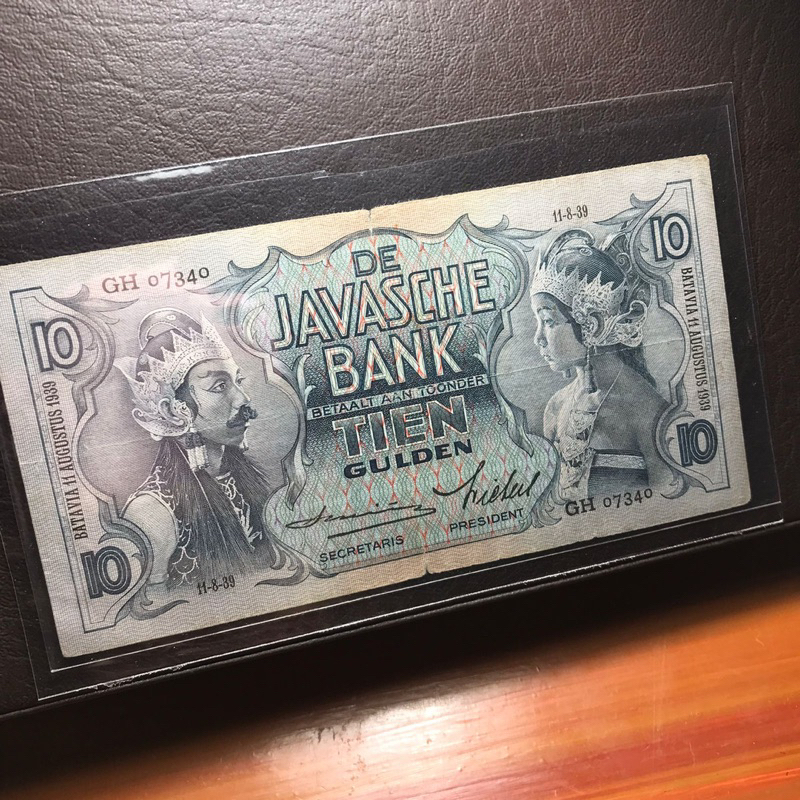 11-8-39
GH 07340
10
10
DE
JAVASCHE
BANK
BETAALT AAN TOONDER
TIEN
GULDEN
BATAVIA 11 AUGUSTUS 1939
BATAVIA 11 AUGUSTUS 1939
10
10
GH 07340
SECRETARIS
PRESIDENT
11-8-39